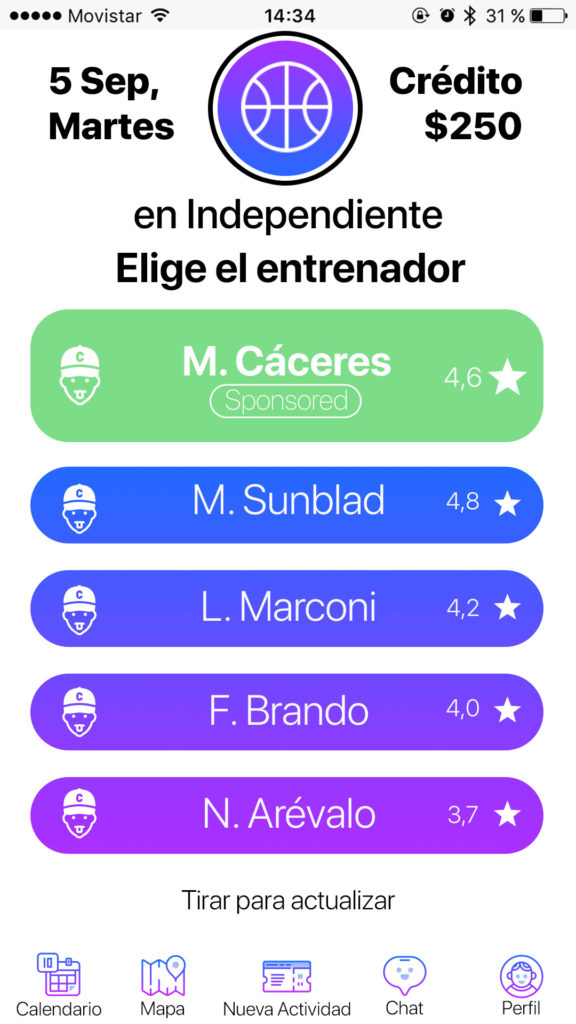 Movistar 14:34 31 %
5 Sep,
Martes
Crédito
$250
en Independiente
Elige el entrenador
C
M. Cáceres 4,6
Sponsored
C M. Sunblad 4,8
C L. Marconi 4,2
C F. Brando 4,0
C N. Arévalo 3,7
Tirar para actualizar
10
Calendario Mapa Nueva Actividad Chat Perfil